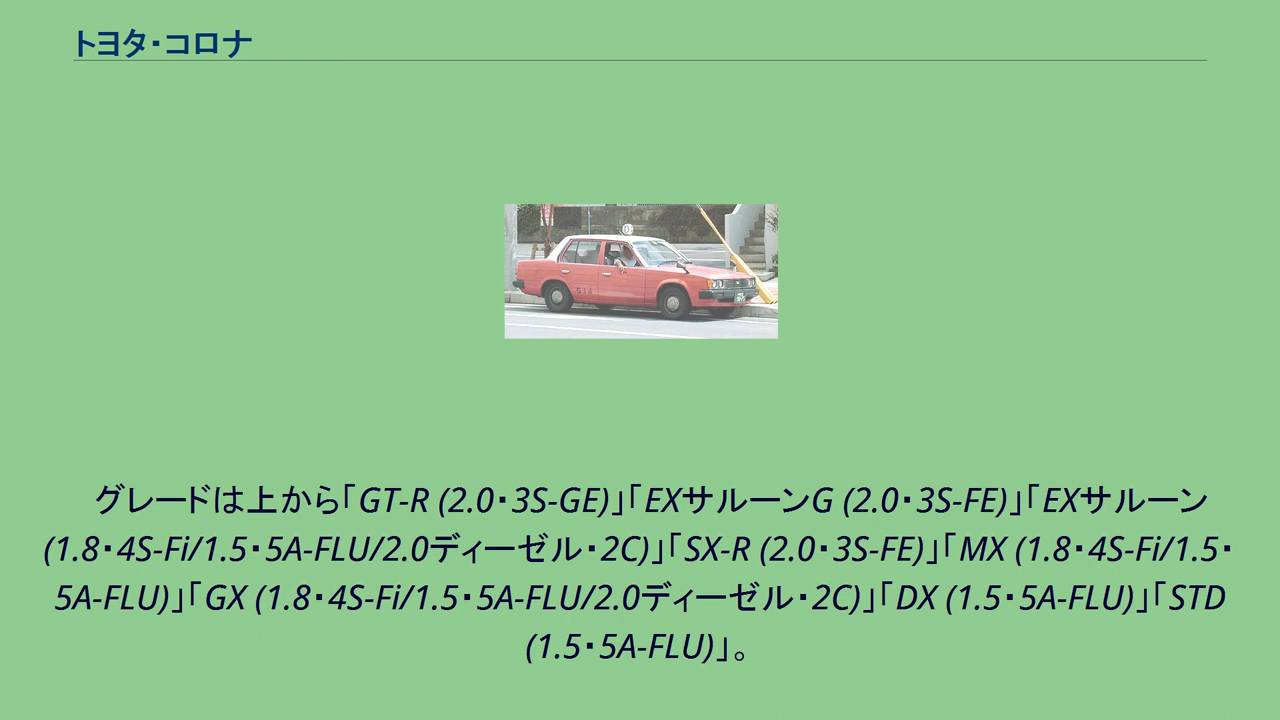 トヨタ・コロナ
グレードは上から「GT-R (2.0・3S-GE)」「EXサルーンG (2.0・3S-FE)」「EXサルーン
(1.8・4S-Fi/1.5・5A-FLU/2.0ディーゼル・2C)」「SX-R (2.0・3S-FE)」「MX (1.8・4S-Fi/1.5・
5A-FLU)」「GX (1.8・4S-Fi/1.5・5A-FLU/2.0ディーゼル・2C)」「DX (1.5・5A-FLU)」「STD
(1.5・5A-FLU)」。